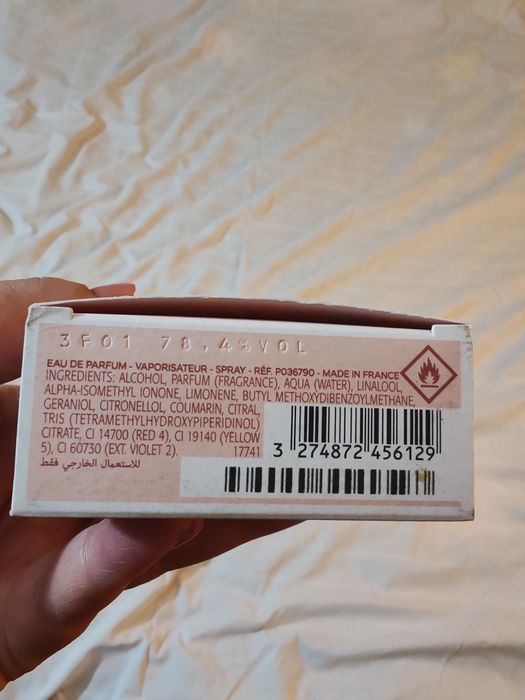 3F01 78.4%VOL
EAU DE PARFUM - VAPORISATEUR - SPRAY - RÉF. P036790 - MADE IN FRANCE
INGREDIENTS: ALCOHOL, PARFUM (FRAGRANCE), AQUA (WATER), LINALOOL,
ALPHA-ISOMETHYL IONONE, LIMONENE, BUTYL METHOXYDIBENZOYLMETHANE,
GERANIOL, CITRONELLOL, COUMARIN, CITRAL,
TRIS (TETRAMETHYLHYDROXYPIPERIDINOL)
CITRATE, CI 14700 (RED 4), CI 19140 (YELLOW
5), CI 60730 (EXT. VIOLET 2). 17741
للاستعمال الخارجي فقط
3 274872 456129